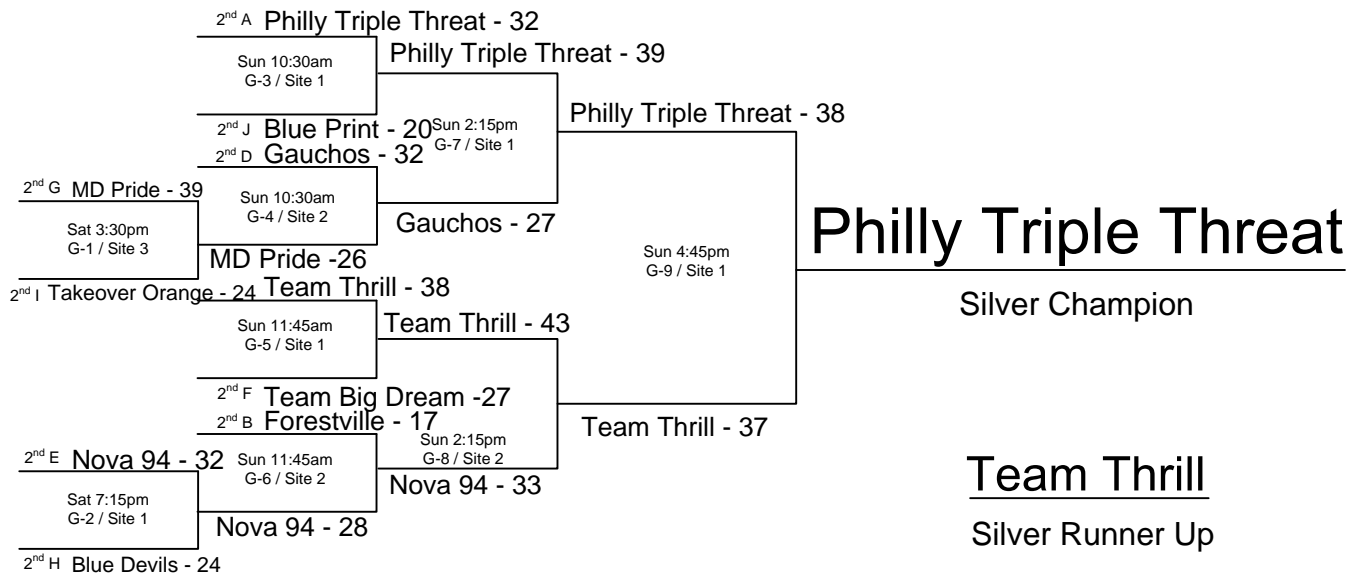 2nd A Philly Triple Threat - 32
Philly Triple Threat - 39
Sun 10:30am
G-3 / Site 1
Philly Triple Threat - 38
2nd J Blue Print - 20
Sun 2:15pm
G-7 / Site 1
2nd D Gauchos - 32
2nd G MD Pride - 39
Sun 10:30am
G-4 / Site 2
Gauchos - 27
Sat 3:30pm
G-1 / Site 3
MD Pride -26
Sun 4:45pm
G-9 / Site 1
Philly Triple Threat
Silver Champion
2nd I Takeover Orange - 24
Team Thrill - 38
Team Thrill - 43
Sun 11:45am
G-5 / Site 1
2nd F Team Big Dream -27
2nd B Forestville - 17
Team Thrill - 37
Sun 2:15pm
G-8 / Site 2
2nd E Nova 94 - 32
Sun 11:45am
G-6 / Site 2
Nova 94 - 33
Sat 7:15pm
G-2 / Site 1
Nova 94 - 28
2nd H Blue Devils - 24
Team Thrill
Silver Runner Up